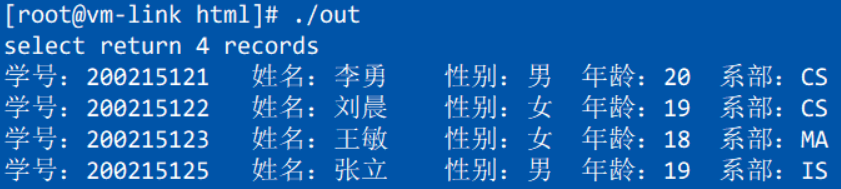 [root@vm-link html]# ./out
select return 4 records
学号：200215121 姓名：李勇 性别：男 年龄：20 系部：CS
学号：200215122 姓名：刘晨 性别：女 年龄：19 系部：CS
学号：200215123 姓名：王敏 性别：女 年龄：18 系部：MA
学号：200215125 姓名：张立 性别：男 年龄：19 系部：IS